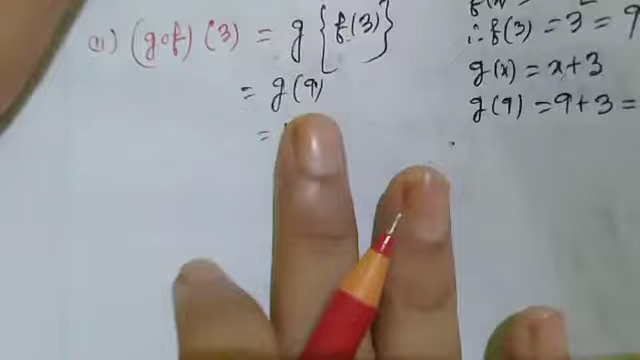 ii) (gof) (3) = g {f(3)}
= g(9)
=
∴ f(3) = 3 = 9
g(x) = x+3
g(9) = 9+3 =